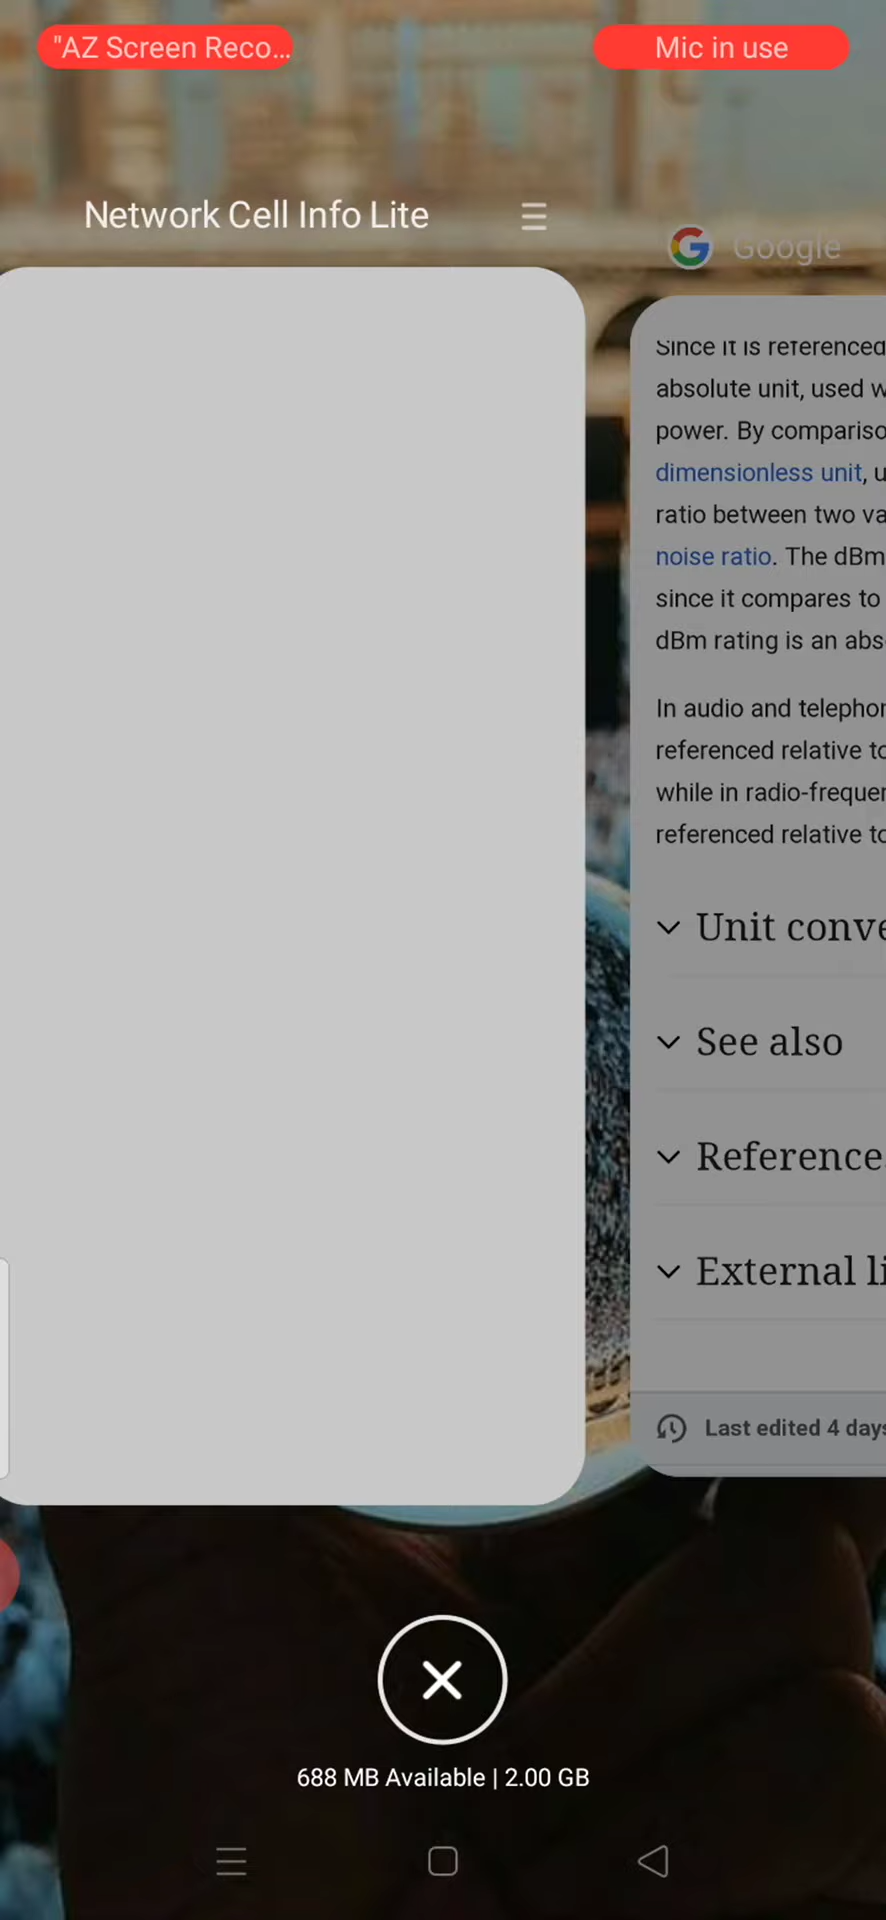 "AZ Screen Reco...
Mic in use
Network Cell Info Lite
Google
Since it is referenced
absolute unit, used w
power. By compariso
dimensionless unit, u
ratio between two va
noise ratio. The dBm
since it compares to
dBm rating is an abs
In audio and telephon
referenced relative to
while in radio-frequen
referenced relative to
Unit conve
See also
Reference
External li
Last edited 4 days
688 MB Available | 2.00 GB